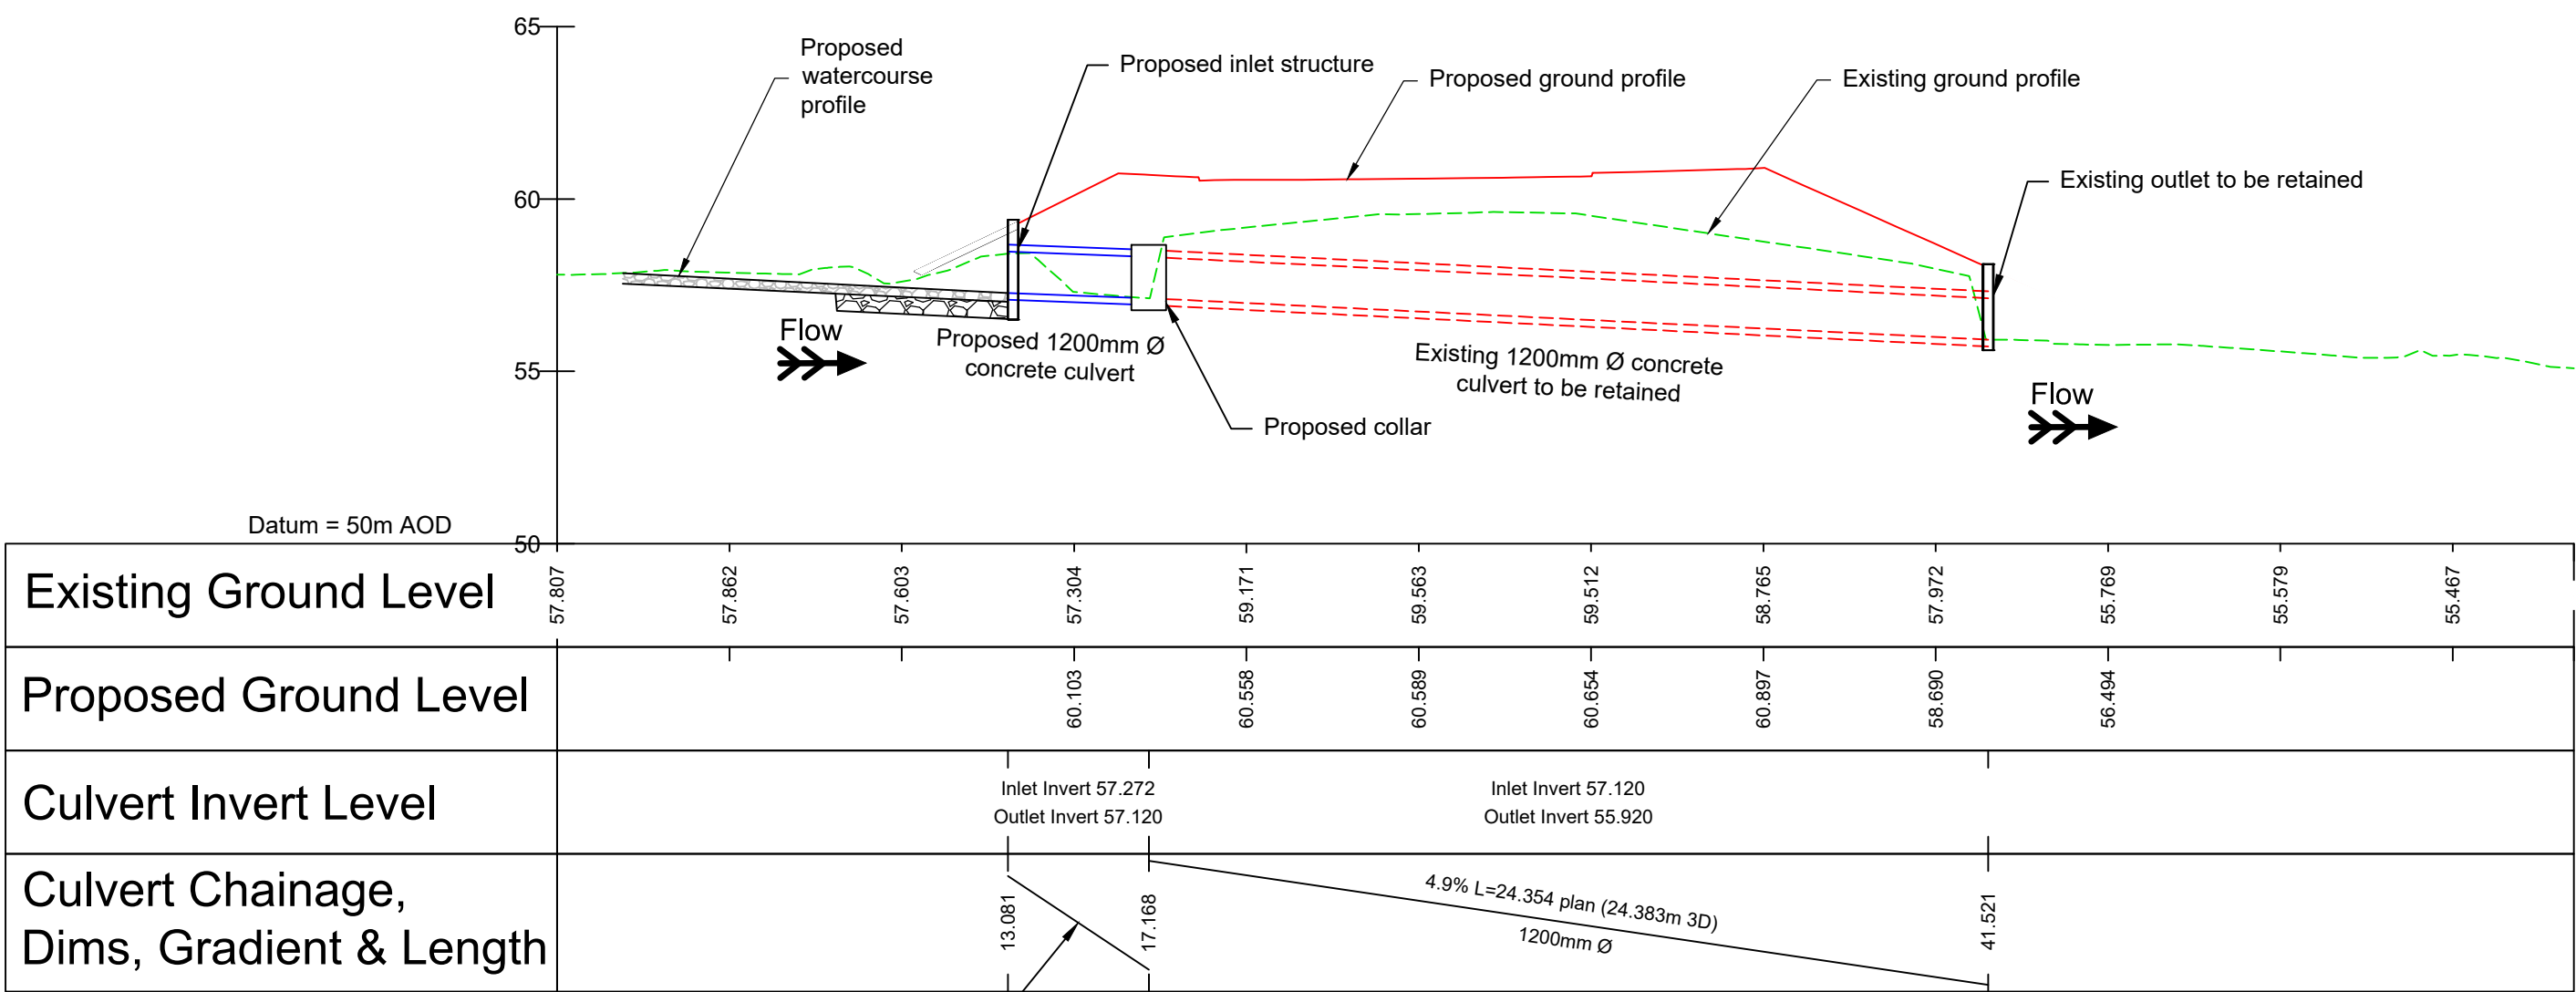 65
60
55
50
Proposed
watercourse
profile
Proposed inlet structure
Proposed ground profile
Existing ground profile
Existing outlet to be retained
Flow
Proposed 1200mm Ø
concrete culvert
Existing 1200mm Ø concrete
culvert to be retained
Proposed collar
Flow
Datum = 50m AOD
Existing Ground Level
57.807
57.862
57.603
57.304
59.171
59.563
59.512
58.765
57.972
55.769
55.579
55.467
Proposed Ground Level
60.103
60.558
60.589
60.654
60.897
58.690
56.494
Culvert Invert Level
Inlet Invert 57.272
Outlet Invert 57.120
Inlet Invert 57.120
Outlet Invert 55.920
Culvert Chainage,
Dims, Gradient & Length
13.081
17.168
4.9% L=24.354 plan (24.383m 3D)
1200mm Ø
41.521